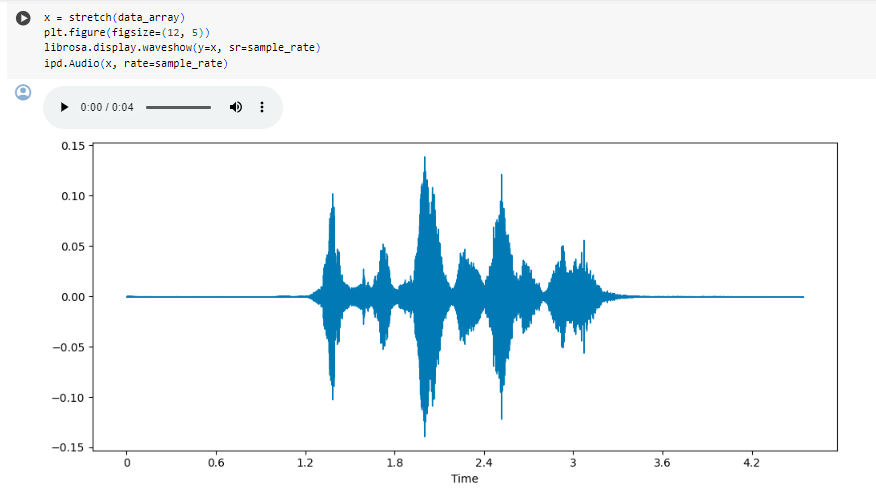 x = stretch(data_array)
plt.figure(figsize=(12, 5))
librosa.display.waveshow(y=x, sr=sample_rate)
ipd.Audio(x, rate=sample_rate)
0:00 / 0:04
0.15
0.10
0.05
0.00
−0.05
−0.10
−0.15
0 0.6 1.2 1.8 2.4 3 3.6 4.2
Time